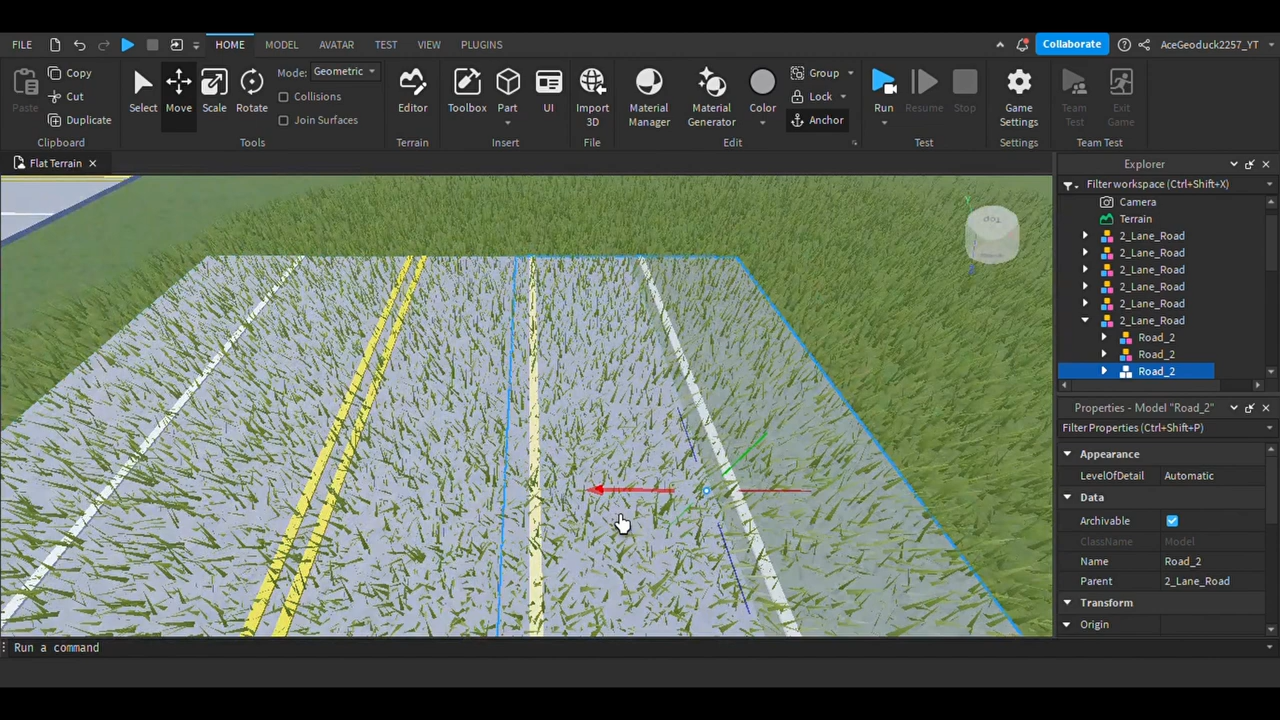 FILE HOME MODEL AVATAR TEST VIEW PLUGINS Collaborate AceGeoduck2257_YT
Paste Copy Cut Duplicate Clipboard
Select Move Scale Rotate Mode: Geometric Collisions Join Surfaces Tools
Editor Terrain
Toolbox Part UI Insert
Import 3D File
Material Manager Material Generator Color Group Lock Anchor Edit
Run Resume Stop Test
Game Settings Settings
Team Test Exit Game Team Test
Flat Terrain
TOP
Explorer
Filter workspace (Ctrl+Shift+X)
Camera
Terrain
2_Lane_Road
2_Lane_Road
2_Lane_Road
2_Lane_Road
2_Lane_Road
2_Lane_Road
Road_2
Road_2
Road_2
Properties - Model "Road_2"
Filter Properties (Ctrl+Shift+P)
Appearance
LevelOfDetail Automatic
Data
Archivable
ClassName Model
Name Road_2
Parent 2_Lane_Road
Transform
Origin
Run a command